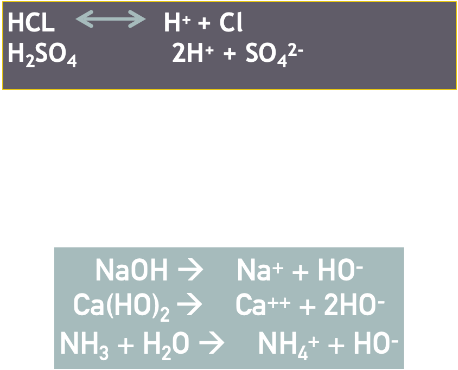 HCL ⟷ H⁺ + Cl
H₂SO₄ 2H⁺ + SO₄²⁻
NaOH → Na⁺ + HO⁻
Ca(HO)₂ → Ca⁺⁺ + 2HO⁻
NH₃ + H₂O → NH₄⁺ + HO⁻